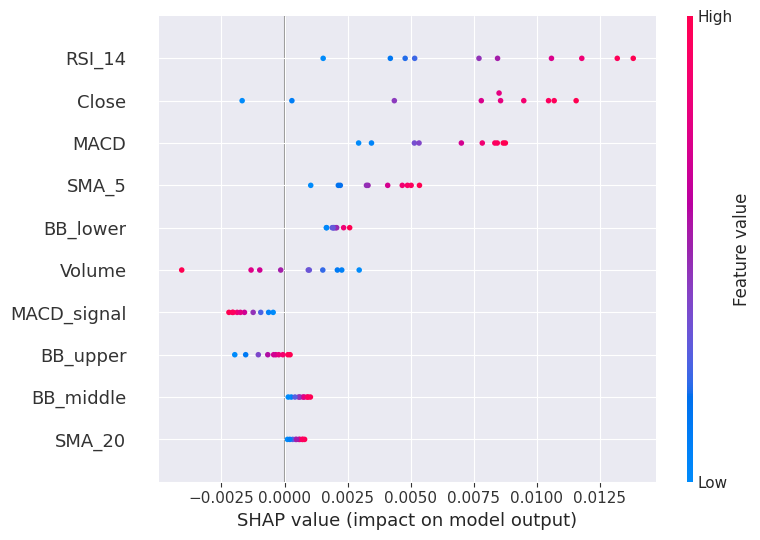 High
RSI_14
Close
MACD
SMA_5
BB_lower
Volume
MACD_signal
BB_upper
BB_middle
SMA_20
Feature value
Low
−0.0025 0.0000 0.0025 0.0050 0.0075 0.0100 0.0125
SHAP value (impact on model output)